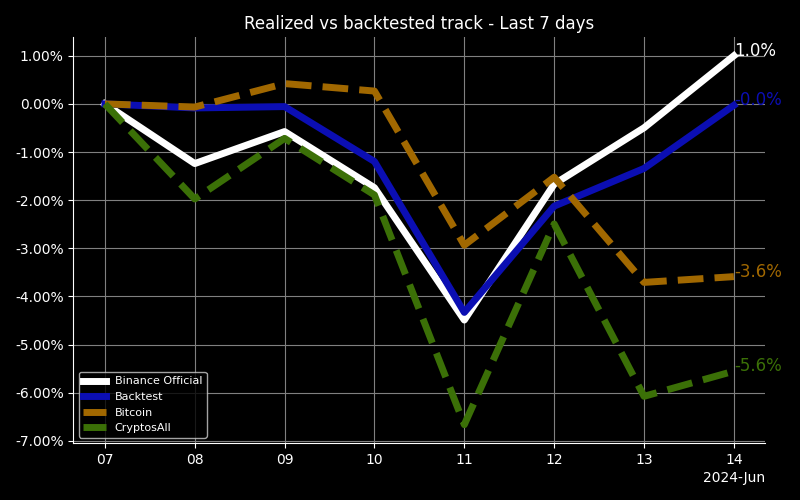 Realized vs backtested track - Last 7 days
1.00%
0.00%
-1.00%
-2.00%
-3.00%
-4.00%
-5.00%
-6.00%
-7.00%
1.0%
-0.0%
-3.6%
-5.6%
Binance Official
Backtest
Bitcoin
CryptosAll
07 08 09 10 11 12 13 14
2024-Jun